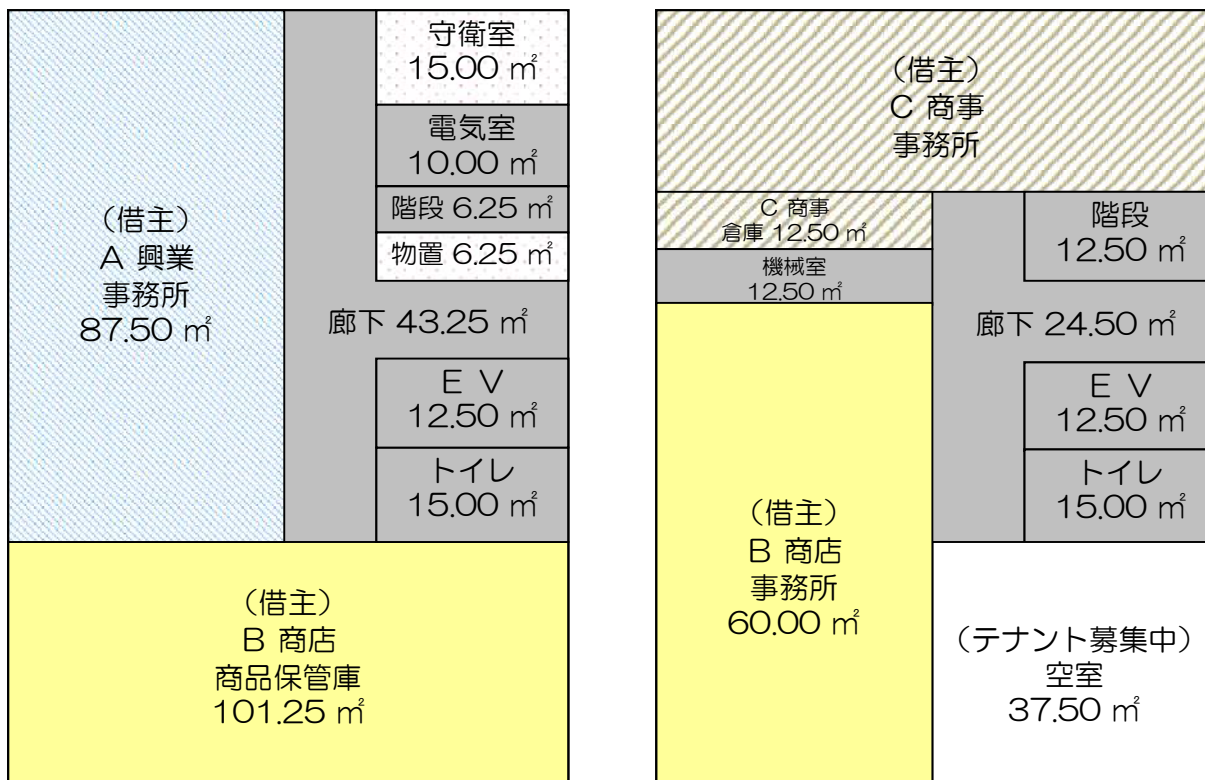 守衛室
15.00 ㎡
電気室
10.00 ㎡
階段 6.25 ㎡
物置 6.25 ㎡
(借主)
A 興業
事務所
87.50 ㎡
廊下 43.25 ㎡
E V
12.50 ㎡
トイレ
15.00 ㎡
(借主)
B 商店
商品保管庫
101.25 ㎡
(借主)
C 商事
事務所
C 商事
倉庫 12.50 ㎡
機械室
12.50 ㎡
階段
12.50 ㎡
廊下 24.50 ㎡
E V
12.50 ㎡
トイレ
15.00 ㎡
(借主)
B 商店
事務所
60.00 ㎡
(テナント募集中)
空室
37.50 ㎡